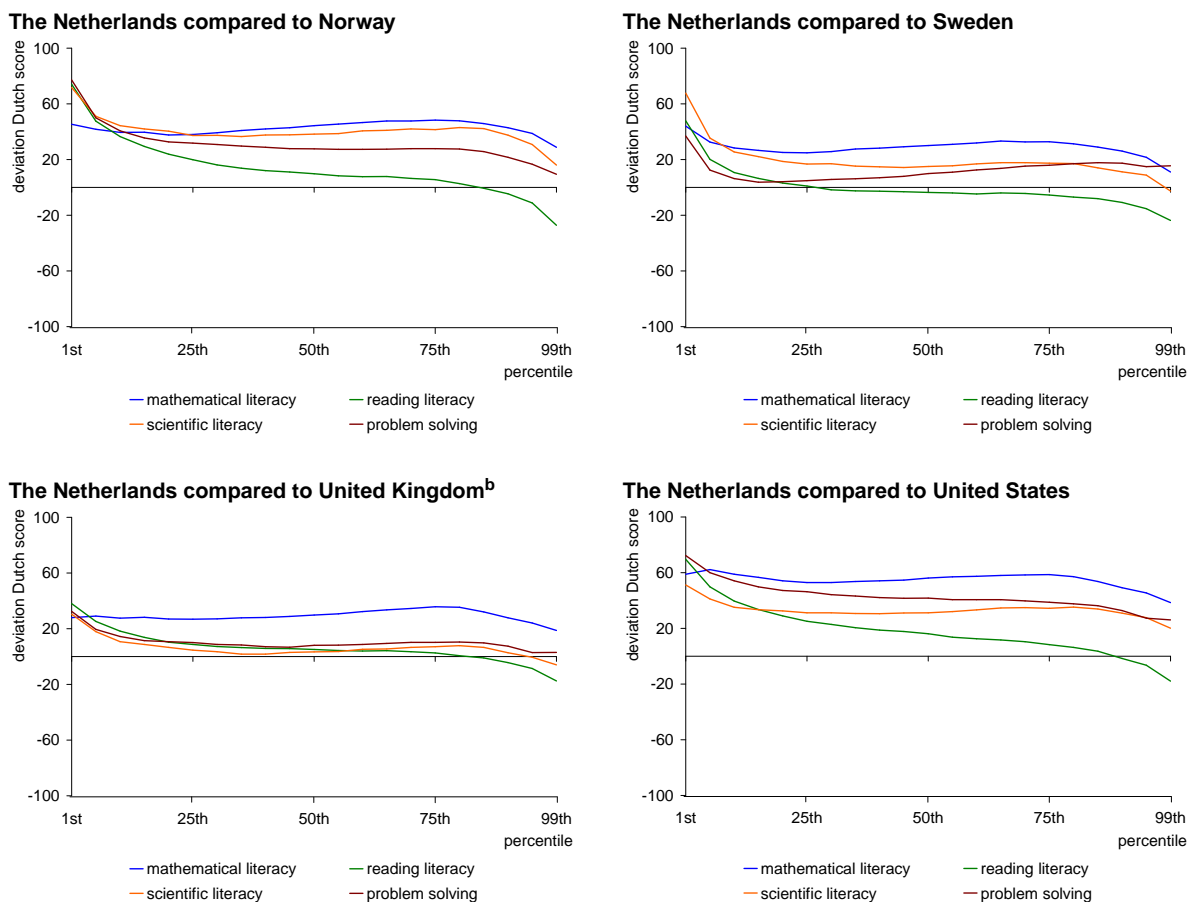 The Netherlands compared to Norway
deviation Dutch score
100
60
20
-20
-60
-100
1st 25th 50th 75th 99th
percentile
mathematical literacy reading literacy
scientific literacy problem solving
The Netherlands compared to Sweden
deviation Dutch score
100
60
20
-20
-60
-100
1st 25th 50th 75th 99th
percentile
mathematical literacy reading literacy
scientific literacy problem solving
The Netherlands compared to United Kingdomb
deviation Dutch score
100
60
20
-20
-60
-100
1st 25th 50th 75th 99th
percentile
mathematical literacy reading literacy
scientific literacy problem solving
The Netherlands compared to United States
deviation Dutch score
100
60
20
-20
-60
-100
1st 25th 50th 75th 99th
percentile
mathematical literacy reading literacy
scientific literacy problem solving